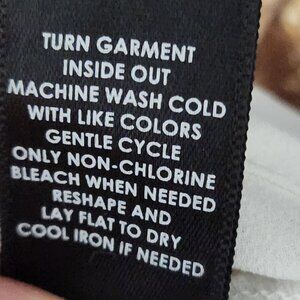 TURN GARMENT
INSIDE OUT
MACHINE WASH COLD
WITH LIKE COLORS
GENTLE CYCLE
ONLY NON-CHLORINE
BLEACH WHEN NEEDED
RESHAPE AND
LAY FLAT TO DRY
COOL IRON IF NEEDED